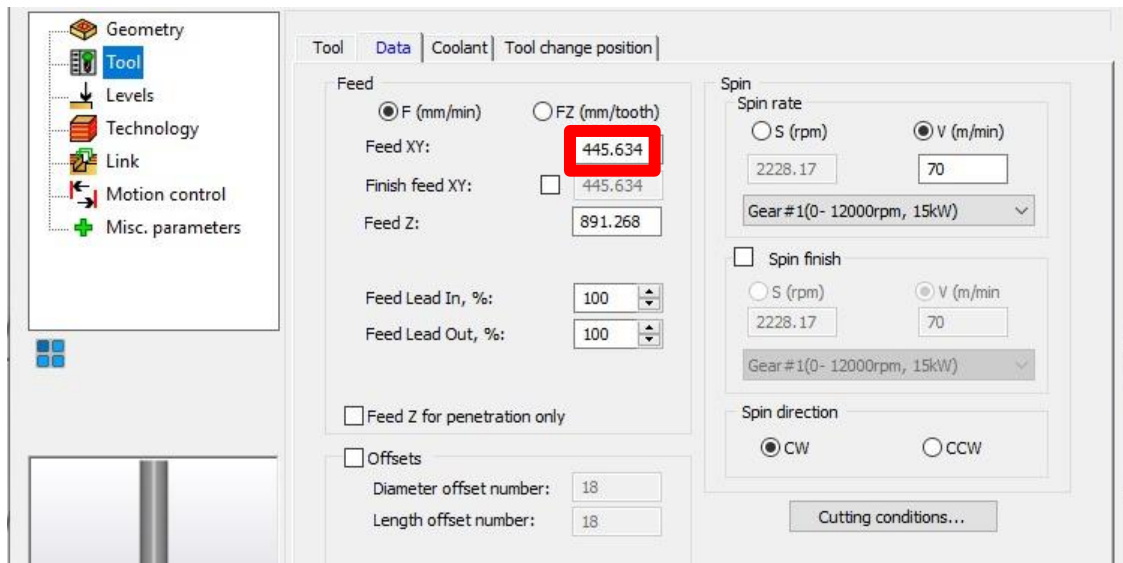 Geometry
Tool
Levels
Technology
Link
Motion control
Misc. parameters
Tool Data Coolant Tool change position
Feed
F (mm/min) FZ (mm/tooth)
Feed XY: 445.634
Finish feed XY: 445.634
Feed Z: 891.268
Feed Lead In, %: 100
Feed Lead Out, %: 100
Feed Z for penetration only
Offsets
Diameter offset number: 18
Length offset number: 18
Spin
Spin rate
S (rpm) V (m/min)
2228.17 70
Gear#1(0- 12000rpm, 15kW)
Spin finish
S (rpm) V (m/min
2228.17 70
Gear#1(0- 12000rpm, 15kW)
Spin direction
CW CCW
Cutting conditions...